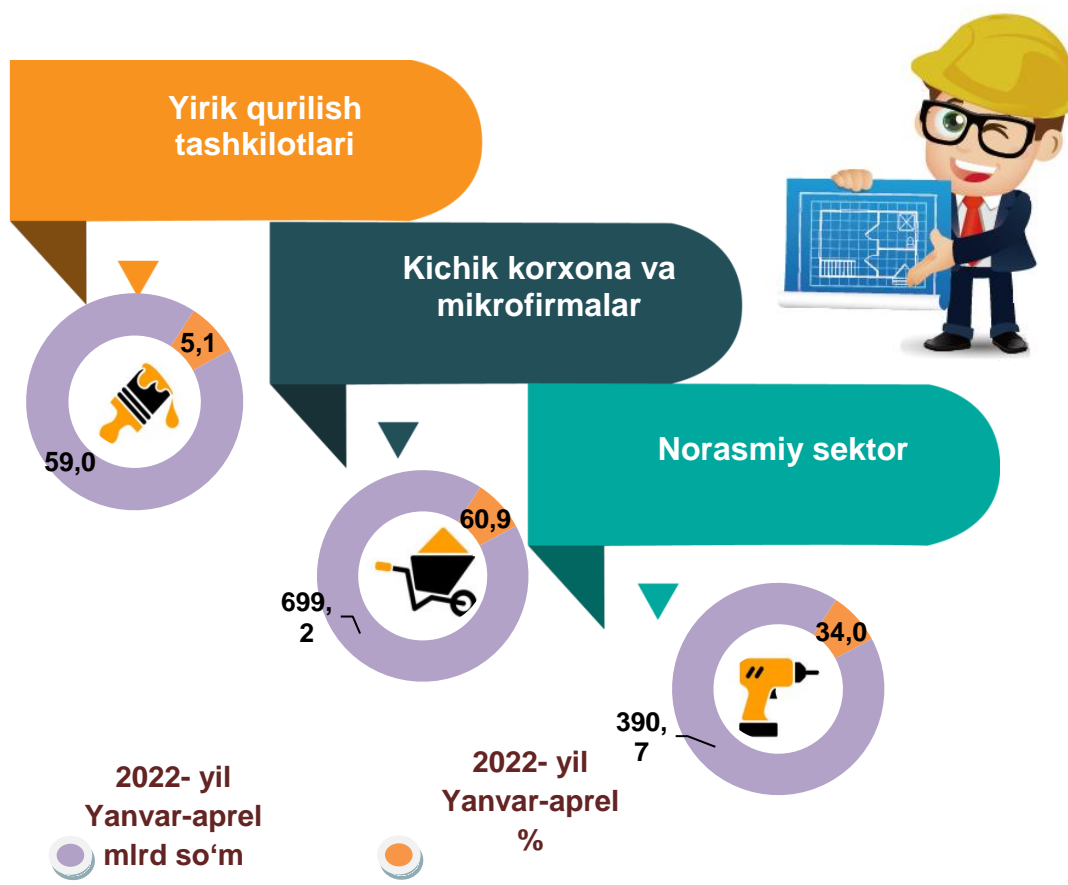 Yirik qurilish
tashkilotlari
Kichik korxona va
mikrofirmalar
5,1
59,0
Norasmiy sektor
60,9
699,
2
34,0
390,
7
2022- yil
Yanvar-aprel
mlrd so‘m
2022- yil
Yanvar-aprel
%